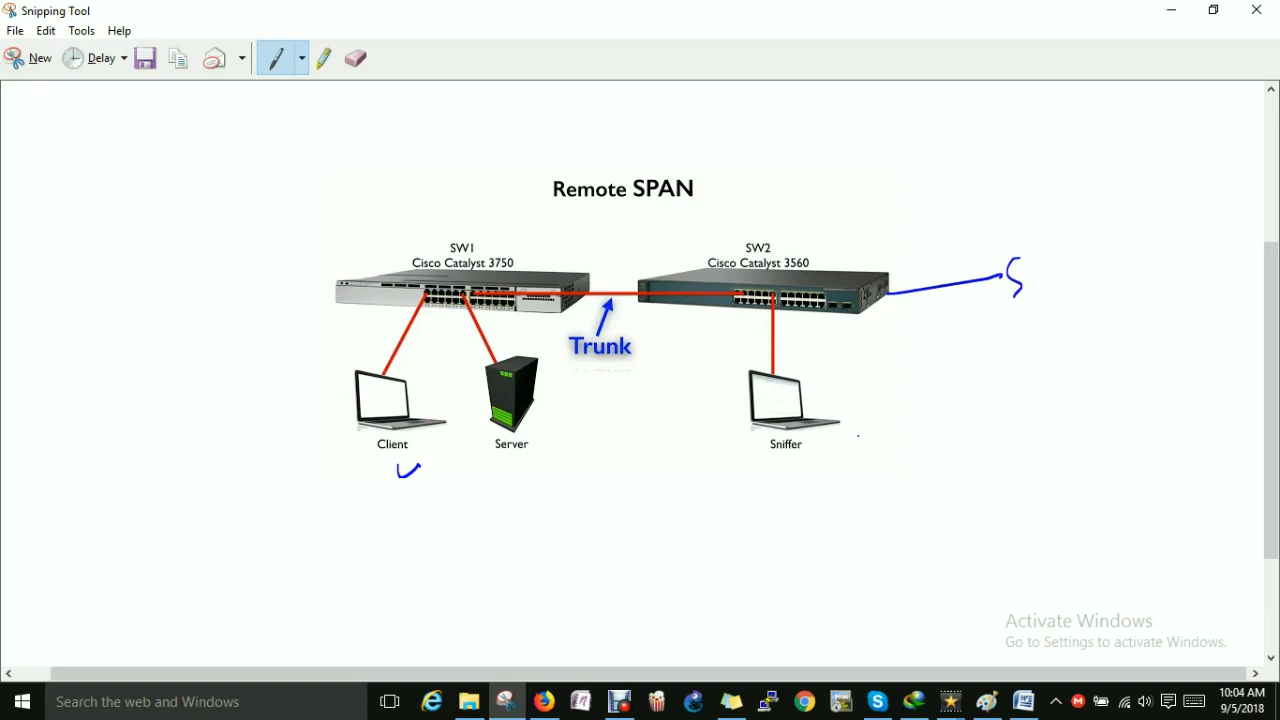 Snipping Tool
File Edit Tools Help
New Delay
Remote SPAN
SW1
Cisco Catalyst 3750
SW2
Cisco Catalyst 3560
S
Trunk
Client
Server
Sniffer
Activate Windows
Go to Settings to activate Windows.
Search the web and Windows
10:04 AM
9/5/2018